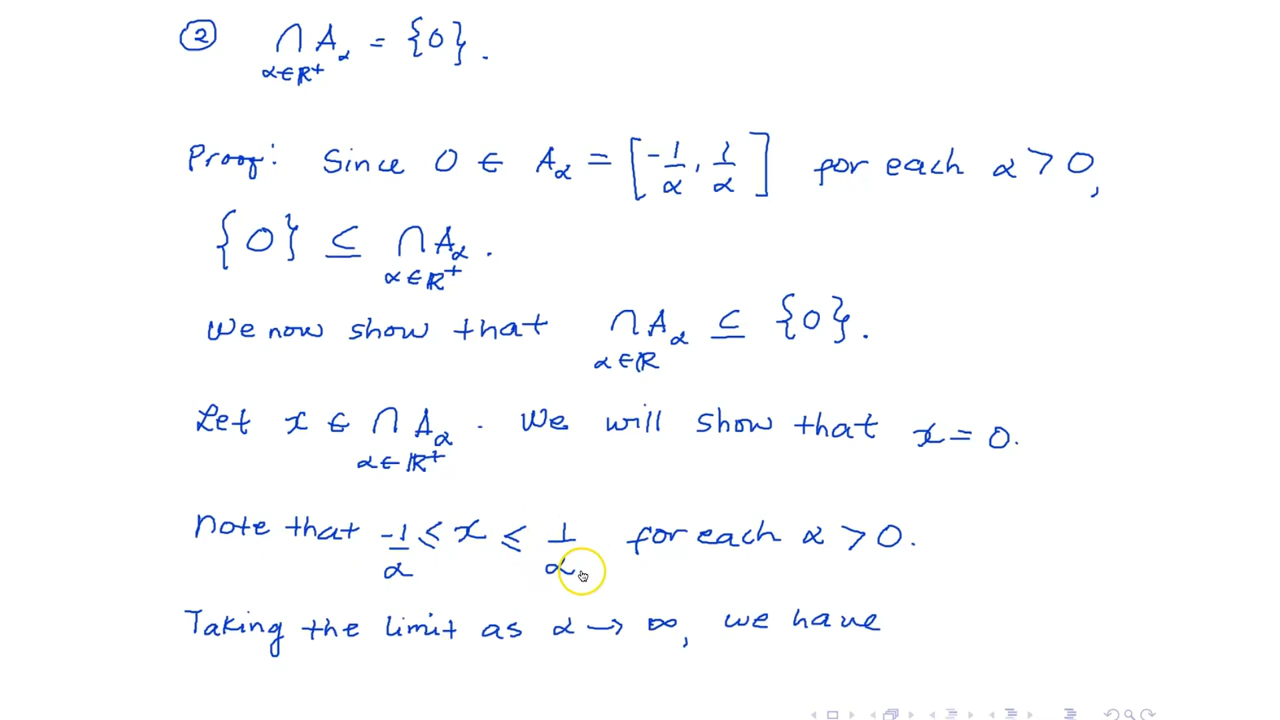 ② ∩ A_α = {0}.
α∈ℝ⁺
Proof: Since 0 ∈ A_α = [-1/α, 1/α] for each α > 0,
{0} ⊆ ∩ A_α.
α∈ℝ⁺
We now show that ∩ A_α ⊆ {0}.
α∈ℝ
Let x ∈ ∩ A_α. We will show that x = 0.
α∈ℝ⁺
Note that -1/α ≤ x ≤ 1/α for each α > 0.
Taking the limit as α → ∞, we have